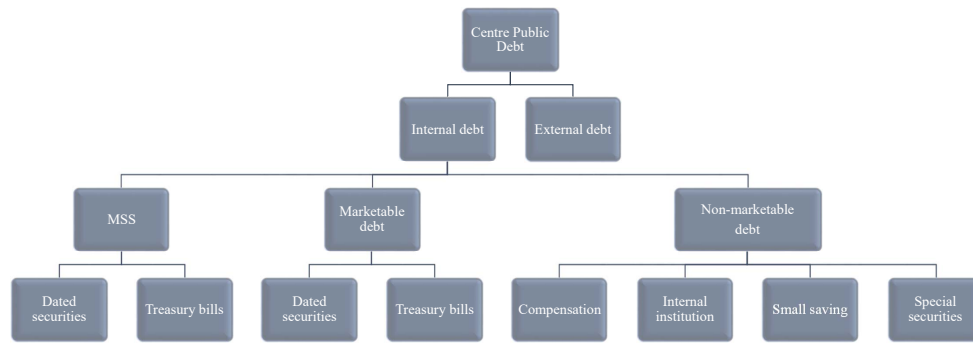 Centre Public
Debt
Internal debt
External debt
MSS
Marketable
debt
Non-marketable
debt
Dated
securities
Treasury bills
Dated
securities
Treasury bills
Compensation
Internal
institution
Small saving
Special
securities